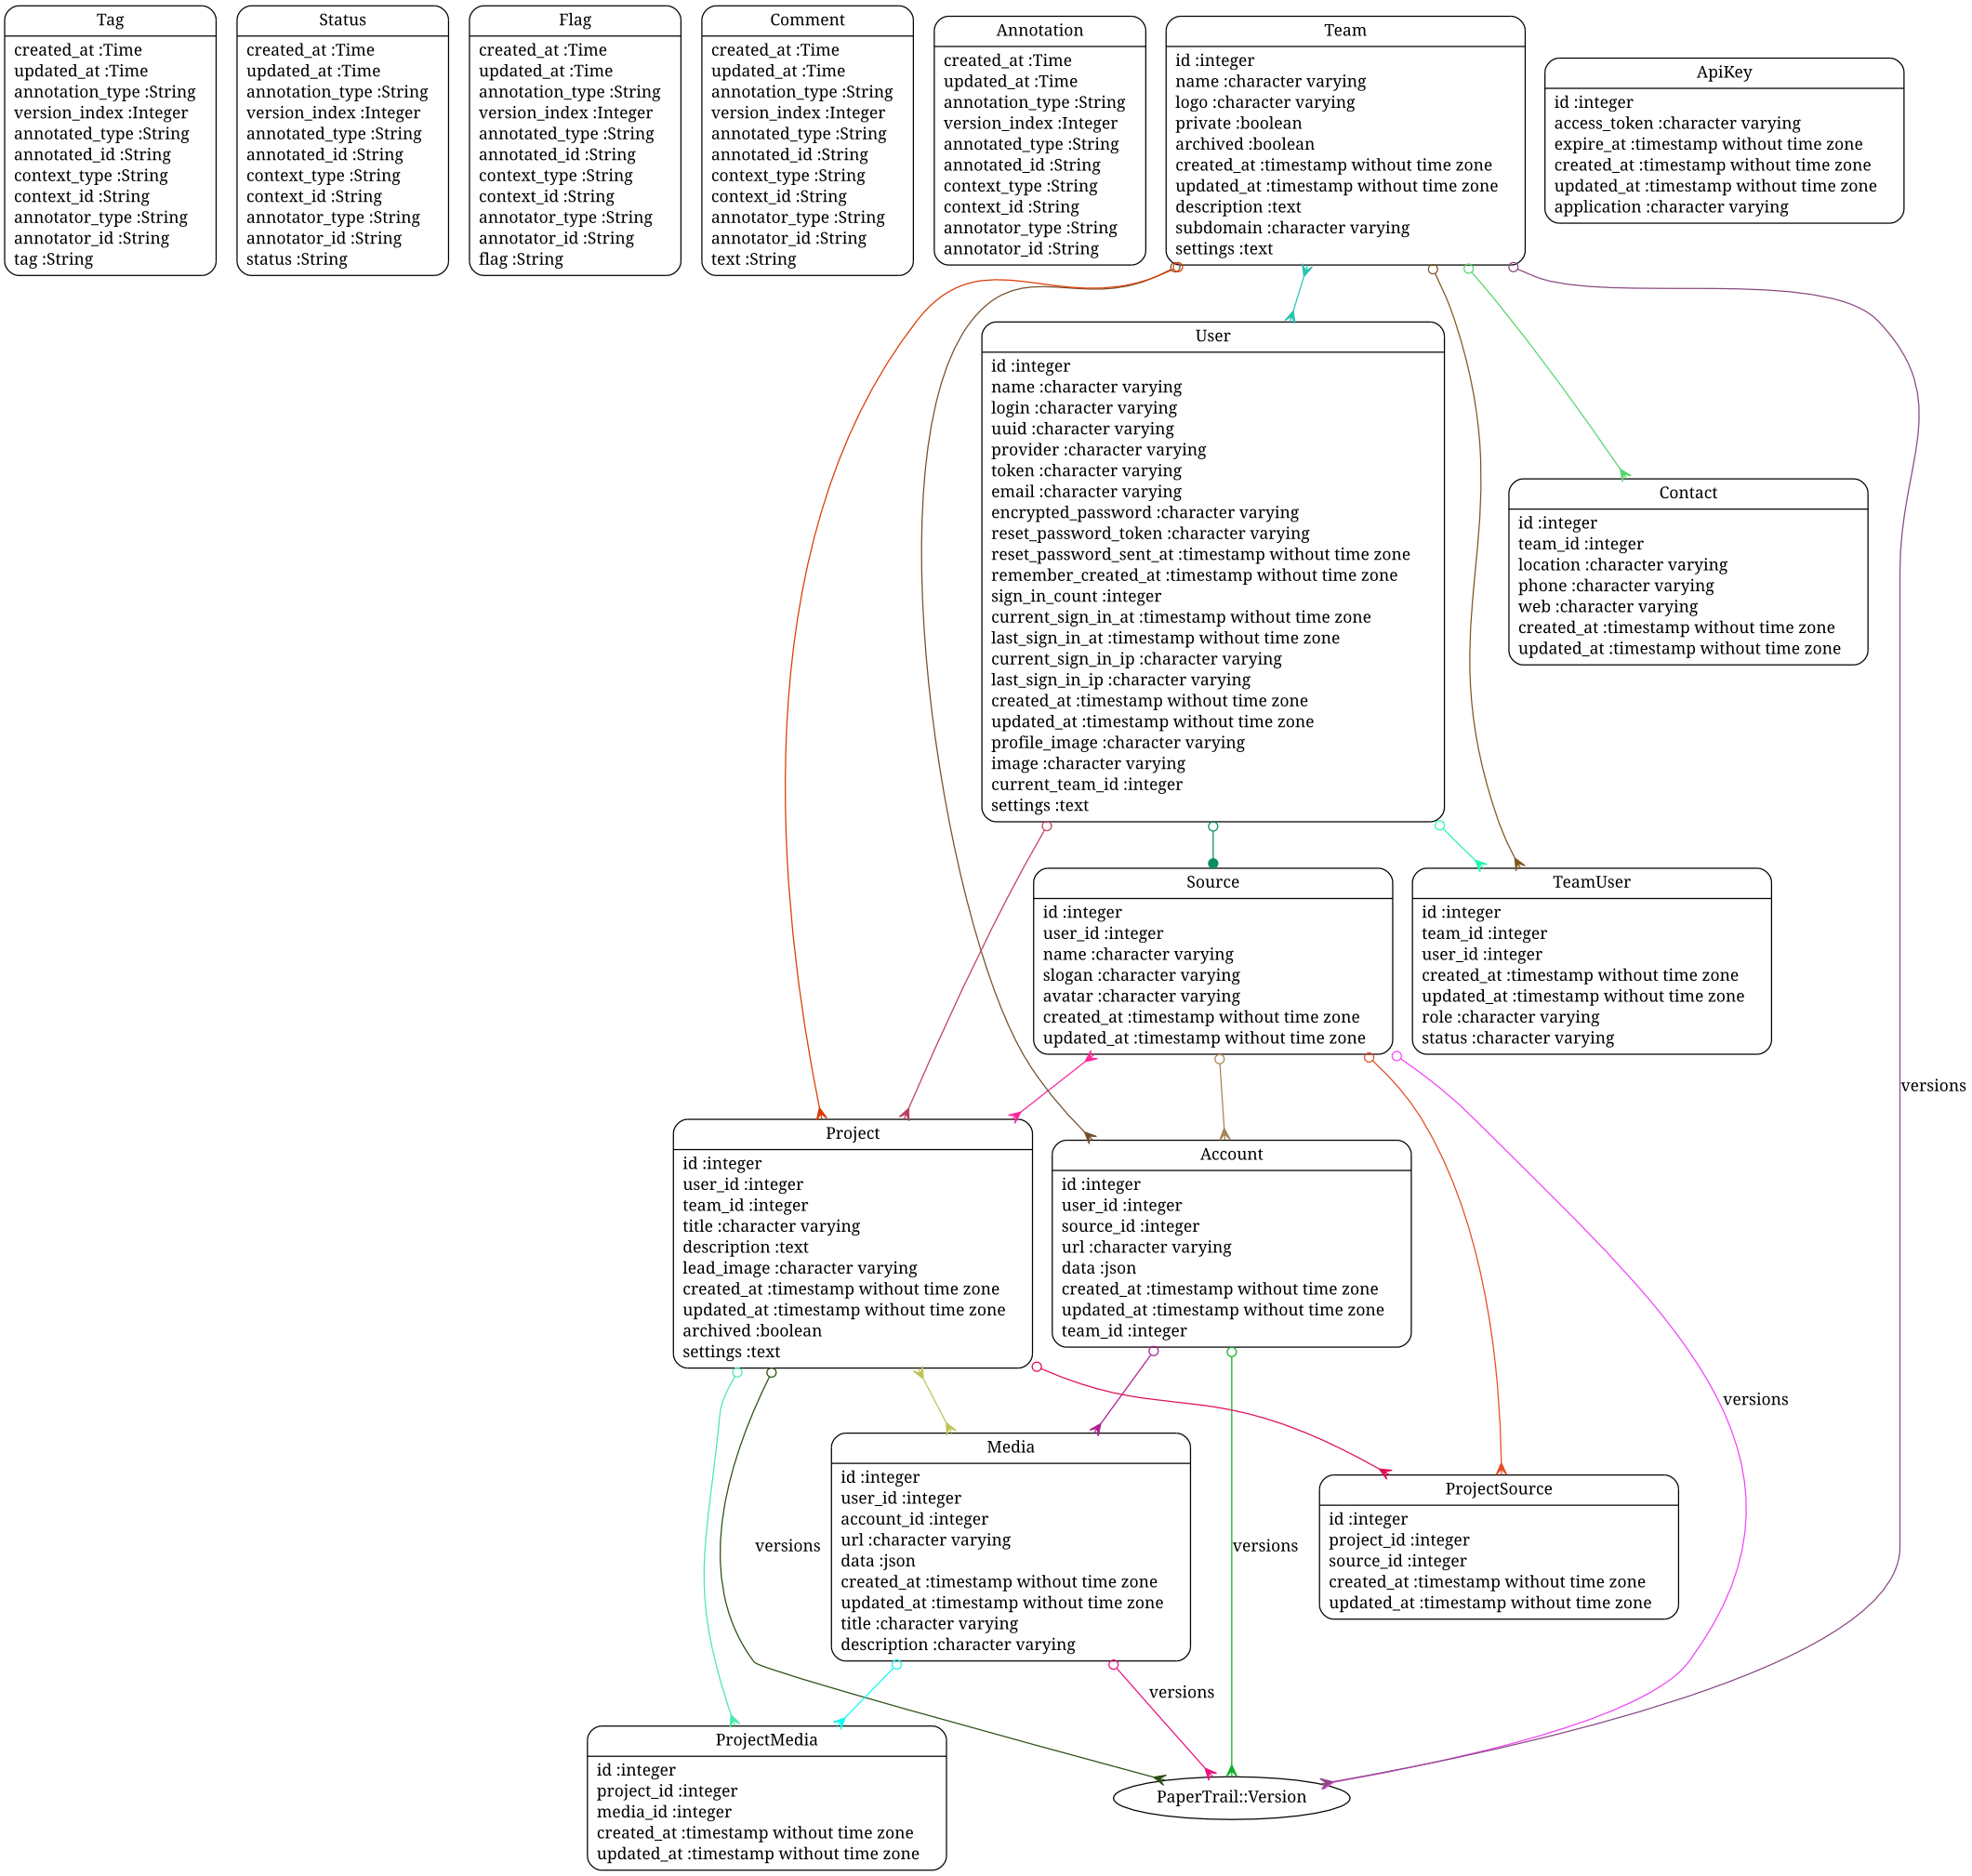 Tag
created_at :Time
updated_at :Time
annotation_type :String
version_index :Integer
annotated_type :String
annotated_id :String
context_type :String
context_id :String
annotator_type :String
annotator_id :String
tag :String
Status
created_at :Time
updated_at :Time
annotation_type :String
version_index :Integer
annotated_type :String
annotated_id :String
context_type :String
context_id :String
annotator_type :String
annotator_id :String
status :String
Flag
created_at :Time
updated_at :Time
annotation_type :String
version_index :Integer
annotated_type :String
annotated_id :String
context_type :String
context_id :String
annotator_type :String
annotator_id :String
flag :String
Comment
created_at :Time
updated_at :Time
annotation_type :String
version_index :Integer
annotated_type :String
annotated_id :String
context_type :String
context_id :String
annotator_type :String
annotator_id :String
text :String
Annotation
created_at :Time
updated_at :Time
annotation_type :String
version_index :Integer
annotated_type :String
annotated_id :String
context_type :String
context_id :String
annotator_type :String
annotator_id :String
Team
id :integer
name :character varying
logo :character varying
private :boolean
archived :boolean
created_at :timestamp without time zone
updated_at :timestamp without time zone
description :text
subdomain :character varying
settings :text
ApiKey
id :integer
access_token :character varying
expire_at :timestamp without time zone
created_at :timestamp without time zone
updated_at :timestamp without time zone
application :character varying
User
id :integer
name :character varying
login :character varying
uuid :character varying
provider :character varying
token :character varying
email :character varying
encrypted_password :character varying
reset_password_token :character varying
reset_password_sent_at :timestamp without time zone
remember_created_at :timestamp without time zone
sign_in_count :integer
current_sign_in_at :timestamp without time zone
last_sign_in_at :timestamp without time zone
current_sign_in_ip :character varying
last_sign_in_ip :character varying
created_at :timestamp without time zone
updated_at :timestamp without time zone
profile_image :character varying
image :character varying
current_team_id :integer
settings :text
Contact
id :integer
team_id :integer
location :character varying
phone :character varying
web :character varying
created_at :timestamp without time zone
updated_at :timestamp without time zone
Source
id :integer
user_id :integer
name :character varying
slogan :character varying
avatar :character varying
created_at :timestamp without time zone
updated_at :timestamp without time zone
TeamUser
id :integer
team_id :integer
user_id :integer
created_at :timestamp without time zone
updated_at :timestamp without time zone
role :character varying
status :character varying
versions
Project
id :integer
user_id :integer
team_id :integer
title :character varying
description :text
lead_image :character varying
created_at :timestamp without time zone
updated_at :timestamp without time zone
archived :boolean
settings :text
Account
id :integer
user_id :integer
source_id :integer
url :character varying
data :json
created_at :timestamp without time zone
updated_at :timestamp without time zone
team_id :integer
versions
versions
Media
id :integer
user_id :integer
account_id :integer
url :character varying
data :json
created_at :timestamp without time zone
updated_at :timestamp without time zone
title :character varying
description :character varying
versions
ProjectSource
id :integer
project_id :integer
source_id :integer
created_at :timestamp without time zone
updated_at :timestamp without time zone
versions
ProjectMedia
id :integer
project_id :integer
media_id :integer
created_at :timestamp without time zone
updated_at :timestamp without time zone
PaperTrail::Version